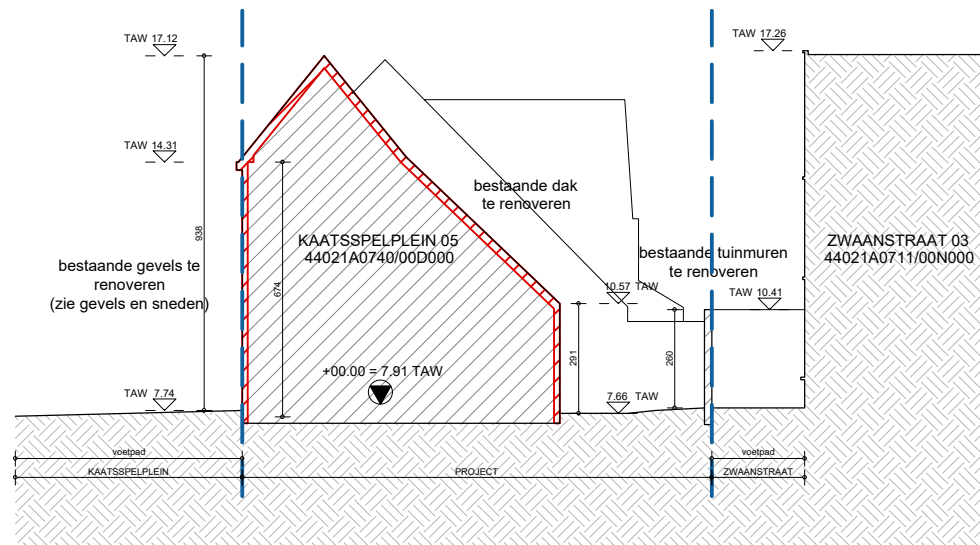 TAW 17.12
TAW 17.26
TAW 14.31
938
bestaande dak
te renoveren
KAATSSPELPLEIN 05
44021A0740/00D000
ZWAANSTRAAT 03
44021A0711/00N000
bestaande tuinmuren
te renoveren
bestaande gevels te
renoveren
(zie gevels en sneden)
674
10.57 TAW
TAW 10.41
291
260
+00.00 = 7.91 TAW
TAW 7.74
7.66 TAW
voetpad
voetpad
KAATSSPELPLEIN
PROJECT
ZWAANSTRAAT